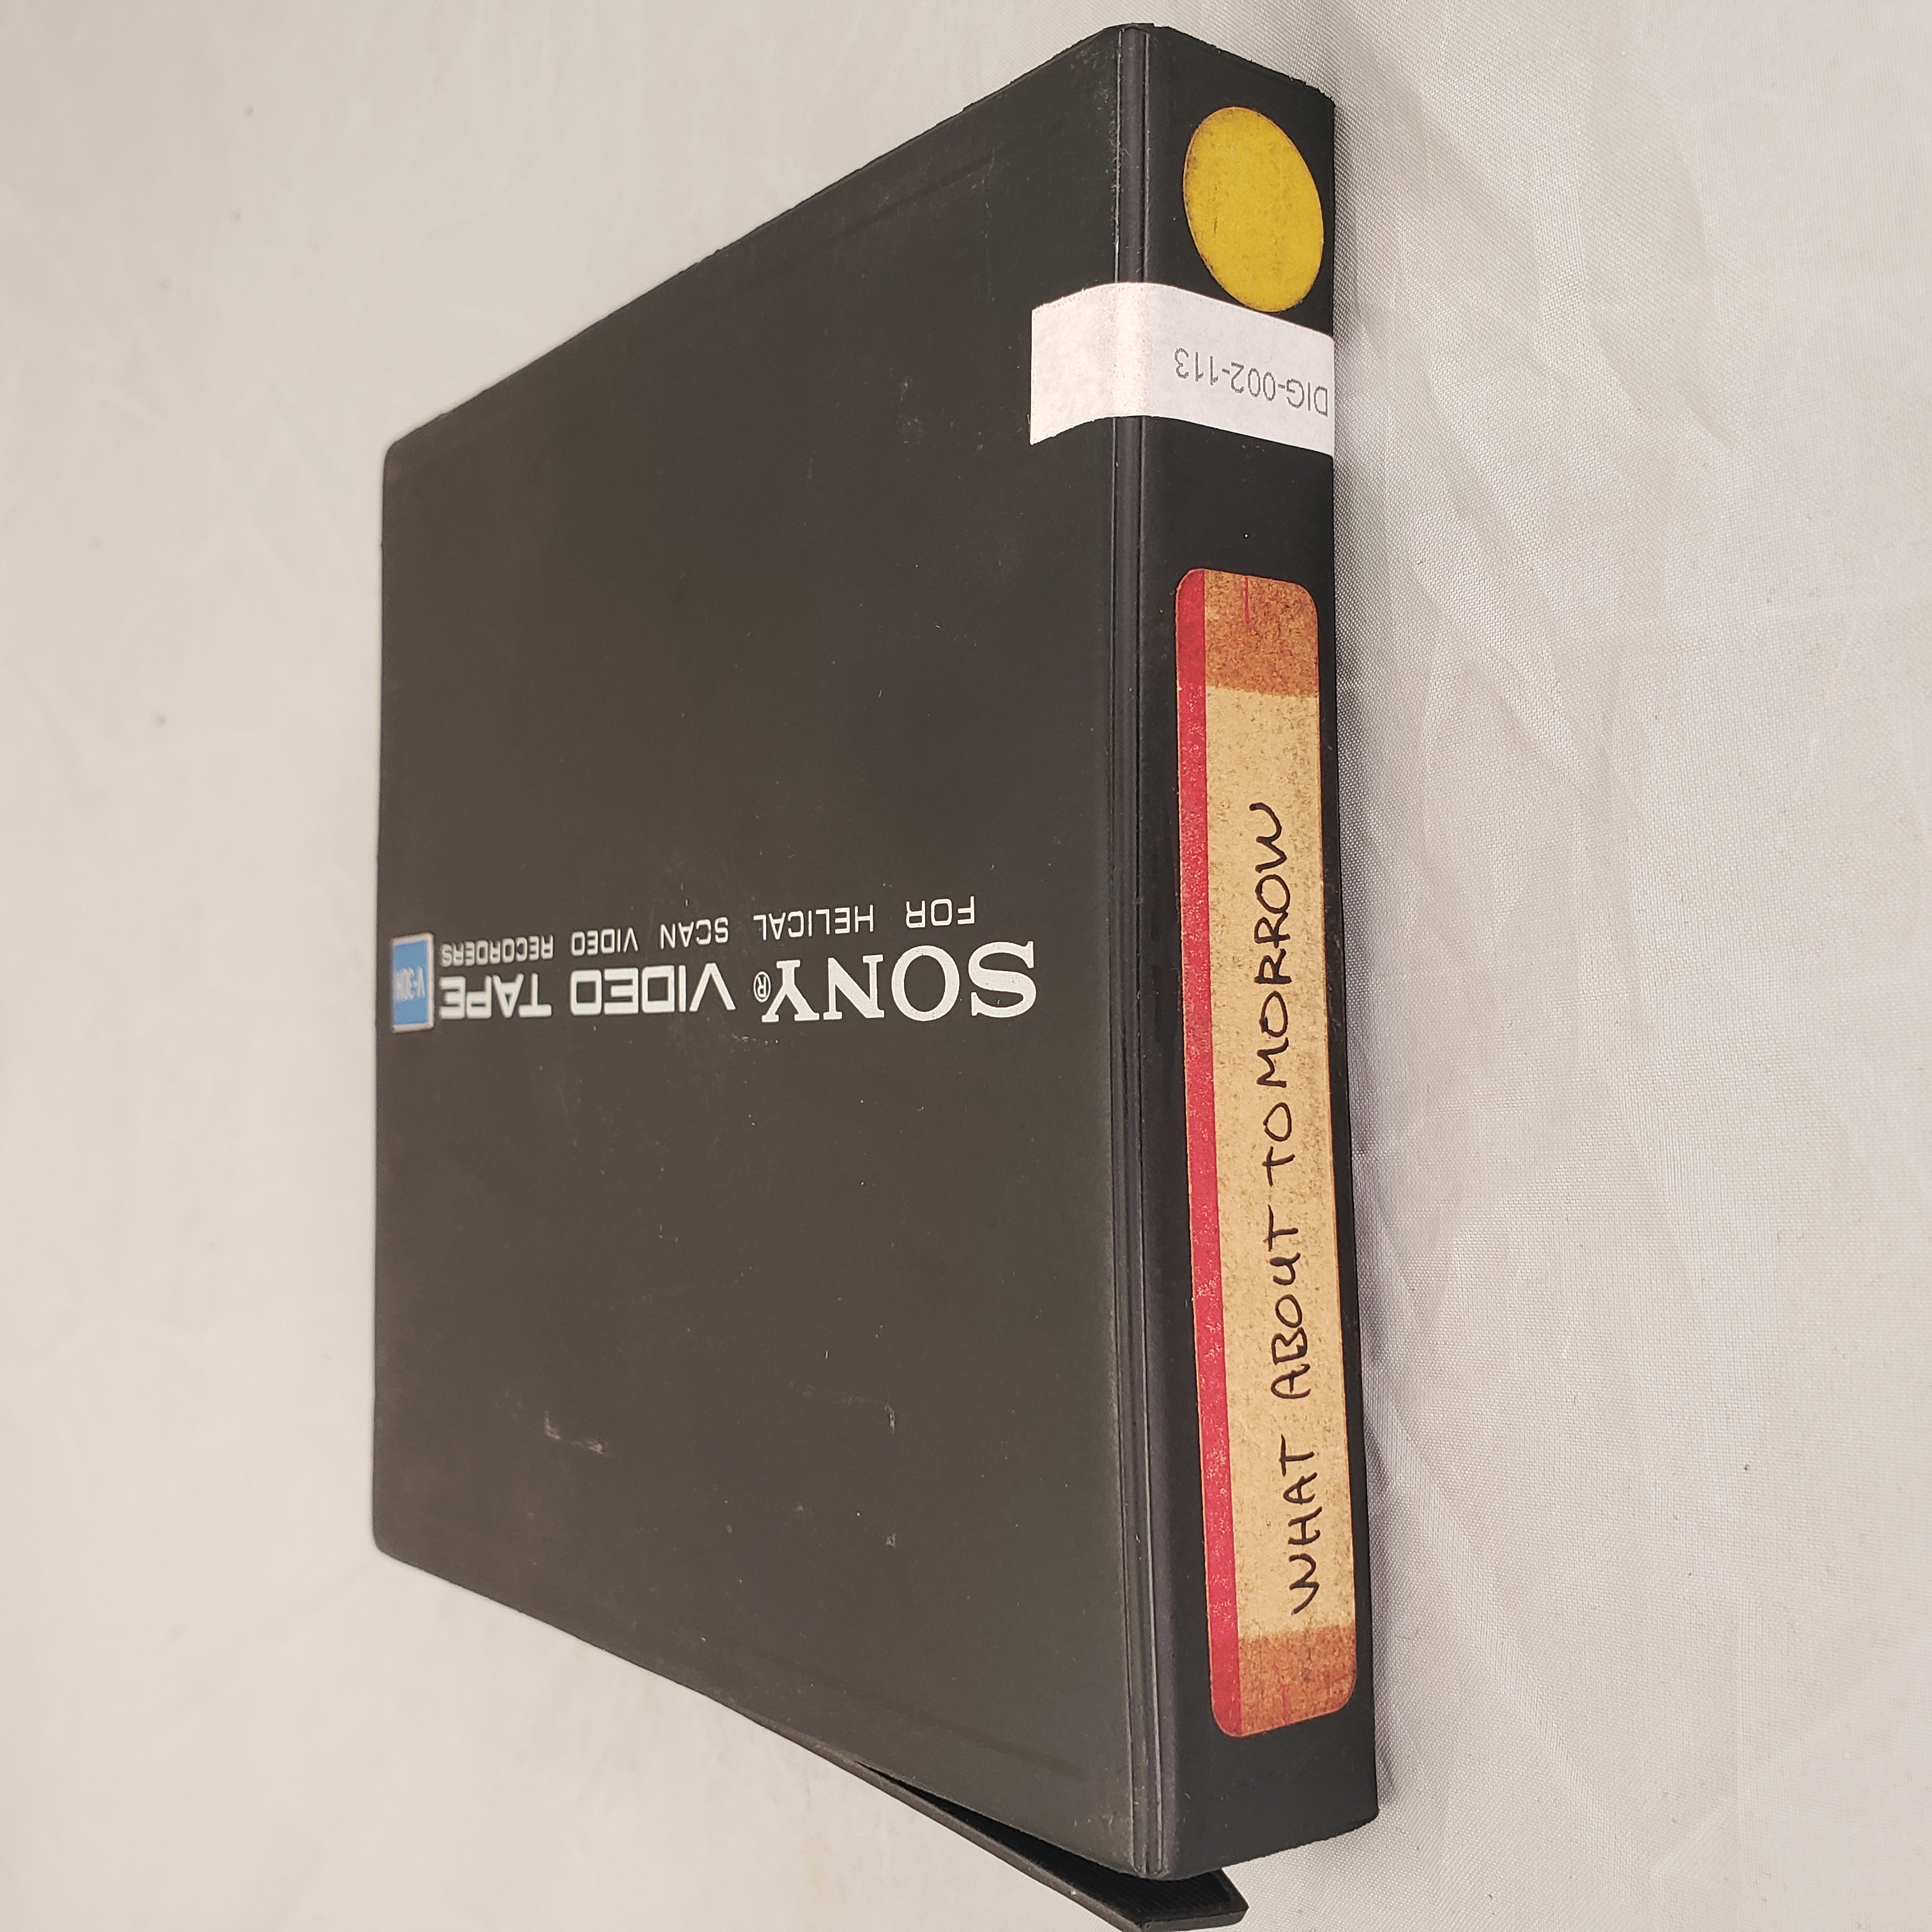 SONY® VIDEO TAPE
FOR HELICAL SCAN VIDEO RECORDERS
V-30H
DIG-002-113
WHAT ABOUT TOMORROW